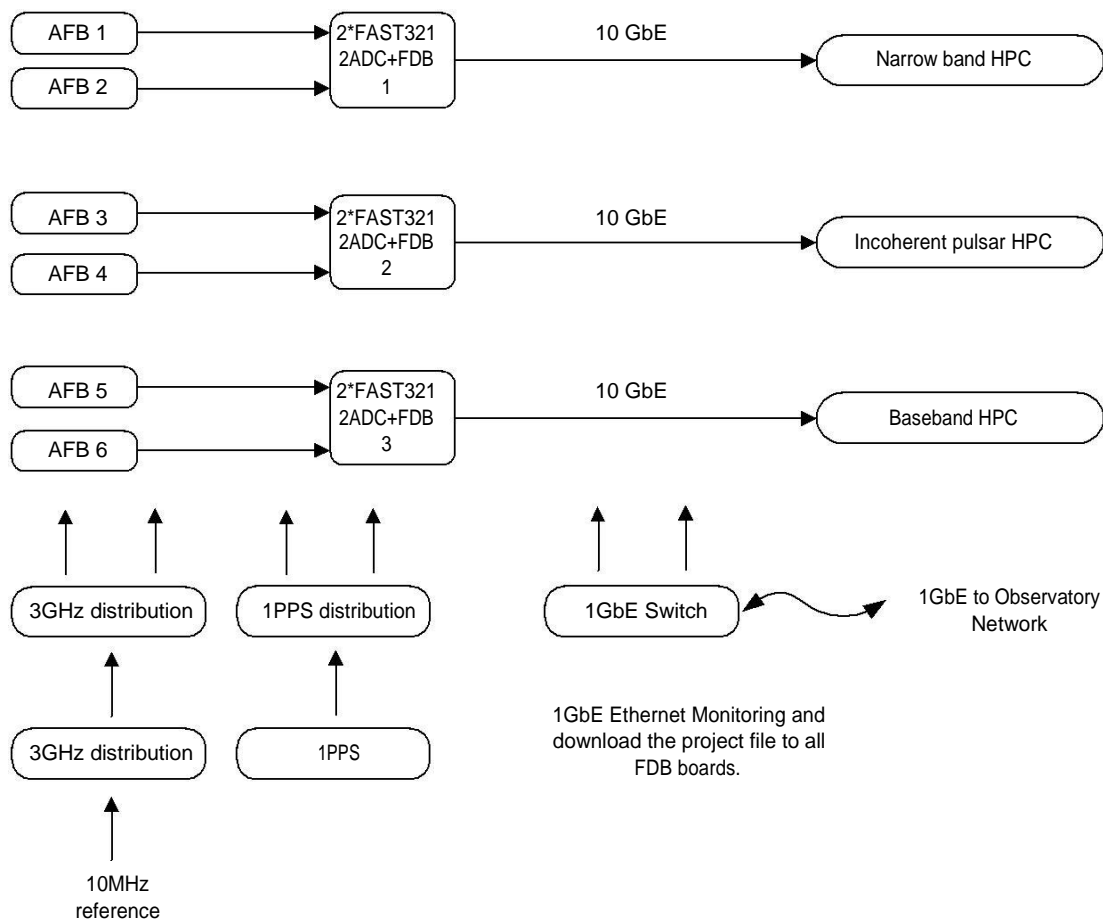 AFB 1
AFB 2
2*FAST321
2ADC+FDB
1
10 GbE
Narrow band HPC
AFB 3
AFB 4
2*FAST321
2ADC+FDB
2
10 GbE
Incoherent pulsar HPC
AFB 5
AFB 6
2*FAST321
2ADC+FDB
3
10 GbE
Baseband HPC
3GHz distribution
1PPS distribution
1GbE Switch
1GbE to Observatory
Network
3GHz distribution
1PPS
1GbE Ethernet Monitoring and
download the project file to all
FDB boards.
10MHz
reference